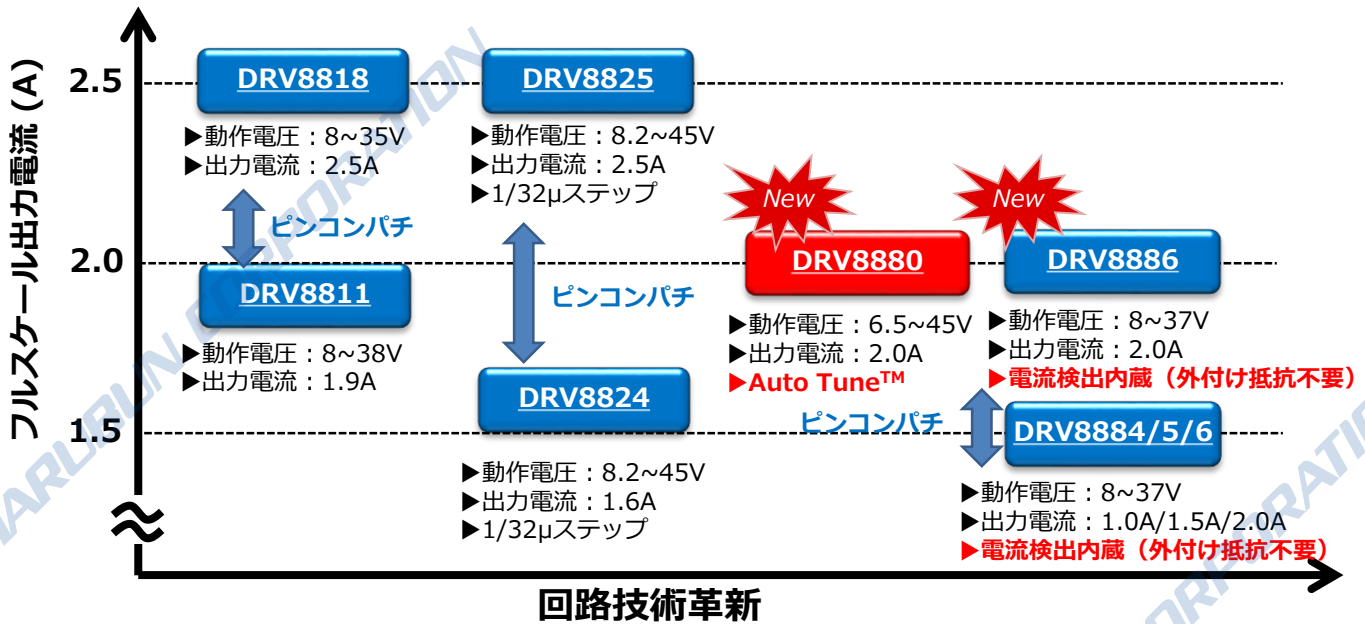 フルスケール出力電流 (A)
2.5
2.0
1.5
DRV8818
▶動作電圧：8~35V
▶出力電流：2.5A
ピンコンパチ
DRV8811
▶動作電圧：8~38V
▶出力電流：1.9A
DRV8825
▶動作電圧：8.2~45V
▶出力電流：2.5A
▶1/32μステップ
ピンコンパチ
DRV8824
▶動作電圧：8.2~45V
▶出力電流：1.6A
▶1/32μステップ
New
DRV8880
▶動作電圧：6.5~45V
▶出力電流：2.0A
▶Auto Tune™
New
DRV8886
▶動作電圧：8~37V
▶出力電流：2.0A
▶電流検出内蔵（外付け抵抗不要）
ピンコンパチ
DRV8884/5/6
▶動作電圧：8~37V
▶出力電流：1.0A/1.5A/2.0A
▶電流検出内蔵（外付け抵抗不要）
回路技術革新
ARUBUN CORPORATION
ORPORATIO